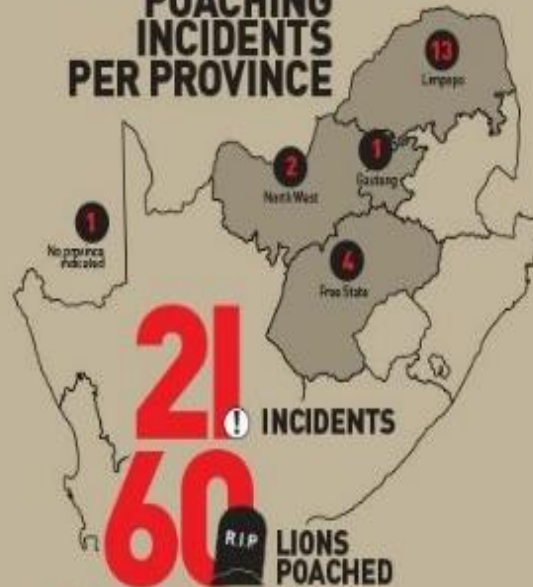 POACHING
INCIDENTS
PER PROVINCE
13
Limpopo
1
Gauteng
2
North West
1
No province
indicated
4
Free State
21
! INCIDENTS
60
RIP
LIONS
POACHED